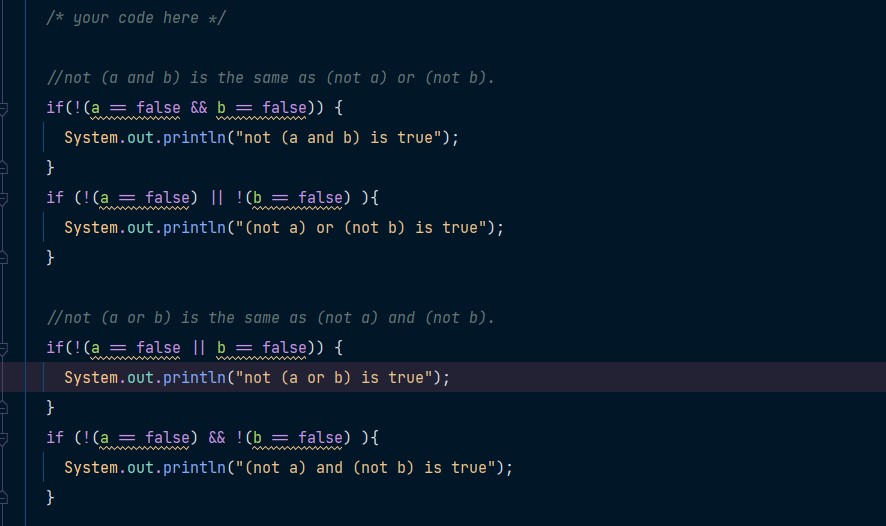 /* your code here */
//not (a and b) is the same as (not a) or (not b).
if(!(a == false && b == false)) {
System.out.println("not (a and b) is true");
}
if (!(a == false) || !(b == false) ){
System.out.println("(not a) or (not b) is true");
}
//not (a or b) is the same as (not a) and (not b).
if(!(a == false || b == false)) {
System.out.println("not (a or b) is true");
}
if (!(a == false) && !(b == false) ){
System.out.println("(not a) and (not b) is true");
}